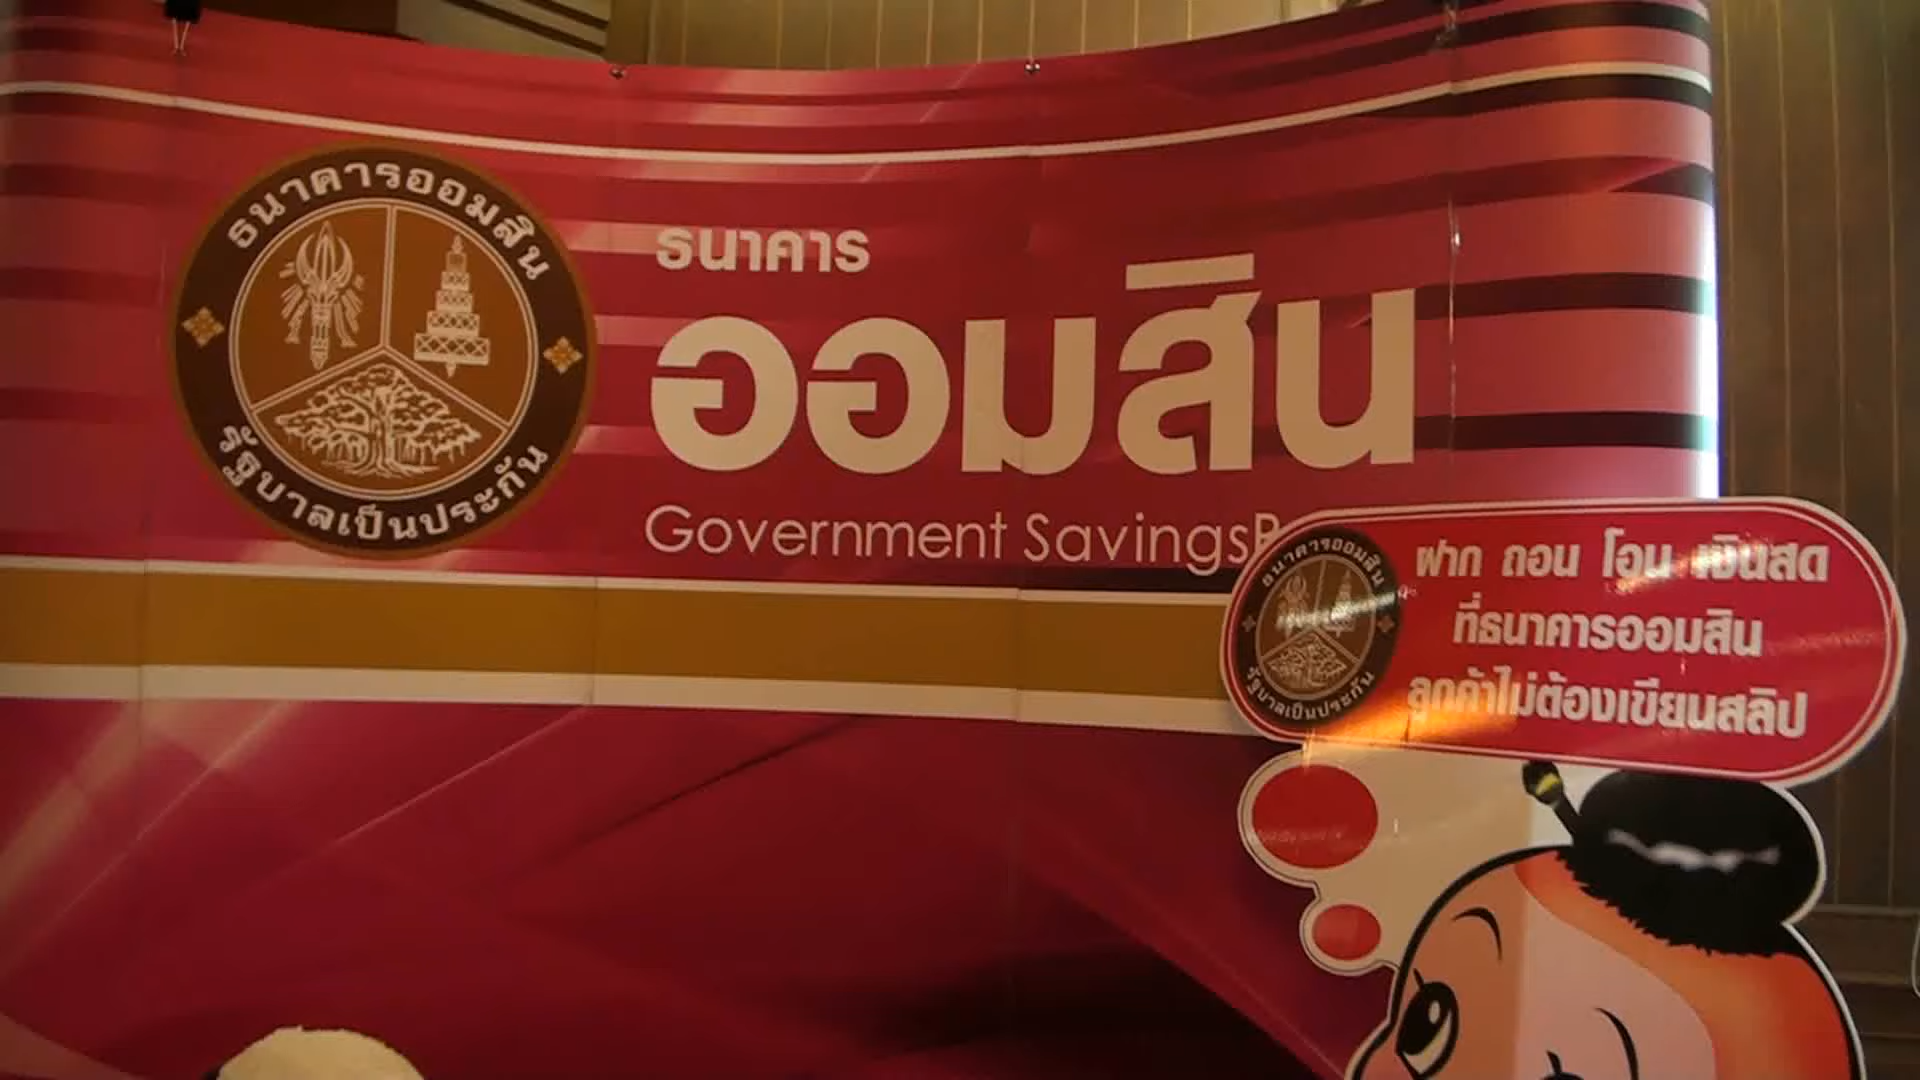 ธนาคารออมสิน
รัฐบาลเป็นประกัน
ธนาคาร
ออมสิน
Government Savings
ธนาคารออมสิน
รัฐบาลเป็นประกัน
ฝาก ถอน โอน เงินสด
ที่ธนาคารออมสิน
ลูกค้าไม่ต้องเขียนสลิป